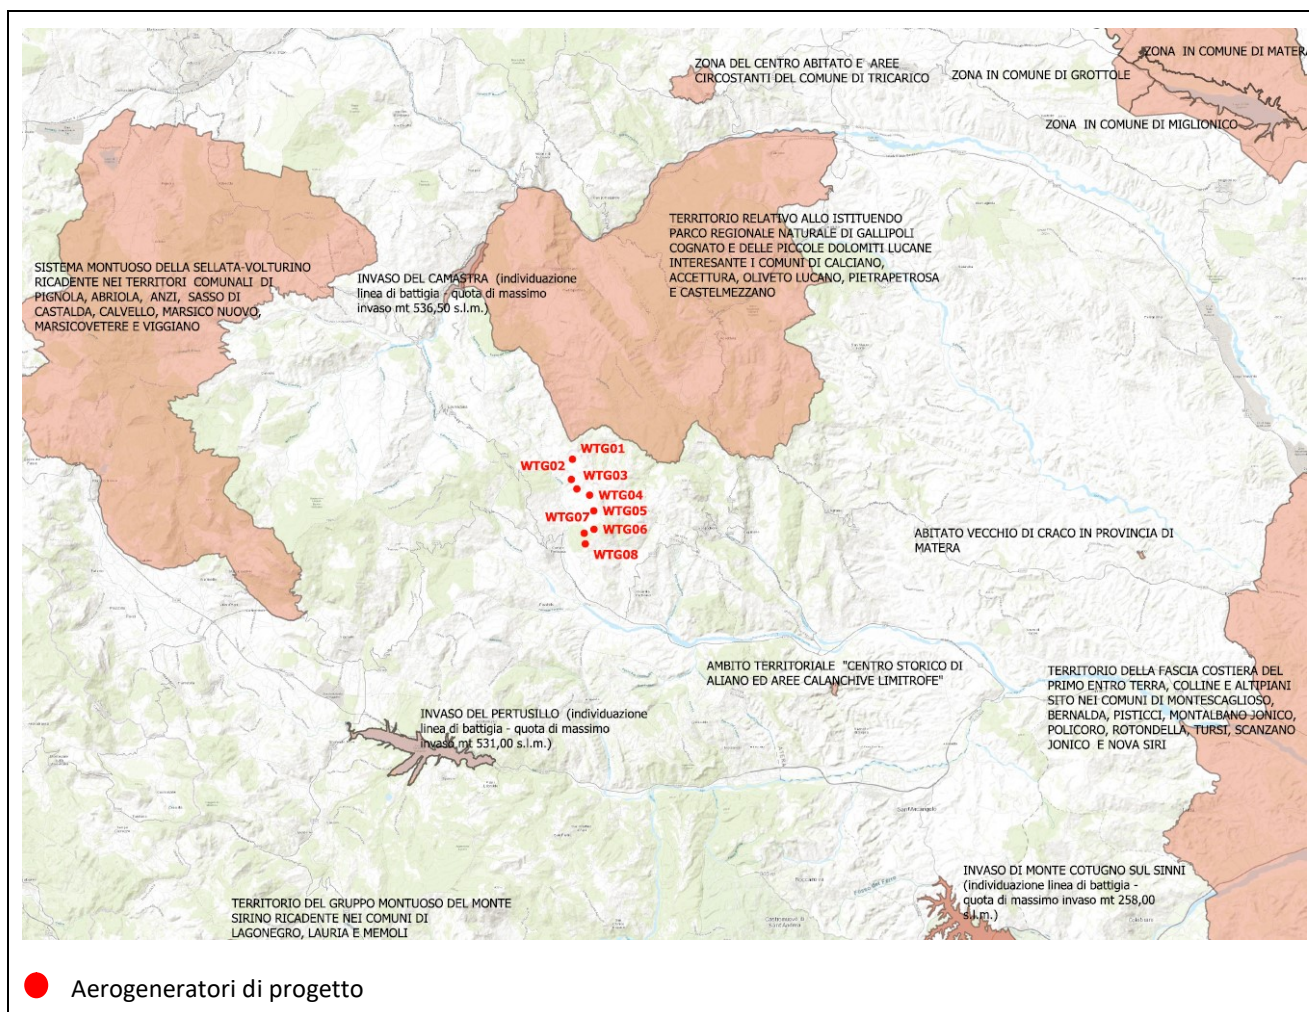 ZONA IN COMUNE DI MATERA
ZONA DEL CENTRO ABITATO E AREE
CIRCOSTANTI DEL COMUNE DI TRICARICO
ZONA IN COMUNE DI GROTTOLE
ZONA IN COMUNE DI MIGLIONICO
TERRITORIO RELATIVO ALLO ISTITUENDO
PARCO REGIONALE NATURALE DI GALLIPOLI
COGNATO E DELLE PICCOLE DOLOMITI LUCANE
INTERESSANTE I COMUNI DI CALCIANO,
ACCETTURA, OLIVETO LUCANO, PIETRAPETROSA
E CASTELMEZZANO
SISTEMA MONTUOSO DELLA SELLATA-VOLTURINO
RICADENTE NEI TERRITORI COMUNALI DI
PIGNOLA, ABRIOLA, ANZI, SASSO DI
CASTALDA, CALVELLO, MARSICO NUOVO,
MARSICOVETERE E VIGGIANO
INVASO DEL CAMASTRA (individuazione
linea di battigia - quota di massimo
invaso mt 536,50 s.l.m.)
WTG01
WTG02
WTG03
WTG04
WTG05
WTG07
WTG06
WTG08
ABITATO VECCHIO DI CRACO IN PROVINCIA DI
MATERA
AMBITO TERRITORIALE "CENTRO STORICO DI
ALIANO ED AREE CALANCHIVE LIMITROFE"
TERRITORIO DELLA FASCIA COSTIERA DEL
PRIMO ENTRO TERRA, COLLINE E ALTIPIANI
SITO NEI COMUNI DI MONTESCAGLIOSO,
BERNALDA, PISTICCI, MONTALBANO JONICO,
POLICORO, ROTONDELLA, TURSI, SCANZANO
JONICO E NOVA SIRI
INVASO DEL PERTUSILLO (individuazione
linea di battigia - quota di massimo
invaso mt 531,00 s.l.m.)
INVASO DI MONTE COTUGNO SUL SINNI
(individuazione linea di battigia -
quota di massimo invaso mt 258,00
s.l.m.)
TERRITORIO DEL GRUPPO MONTUOSO DEL MONTE
SIRINO RICADENTE NEI COMUNI DI
LAGONEGRO, LAURIA E MEMOLI
Aerogeneratori di progetto